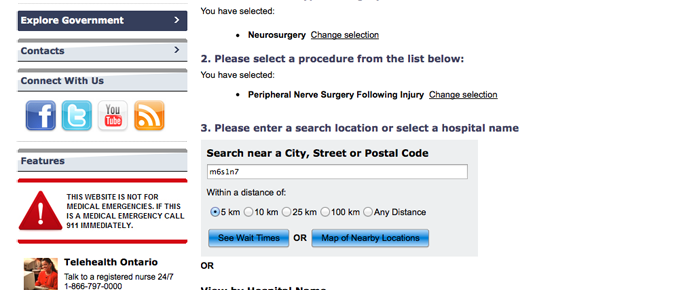 Explore Government
Contacts
Connect With Us
You Tube
Features
THIS WEBSITE IS NOT FOR
MEDICAL EMERGENCIES. IF THIS
IS A MEDICAL EMERGENCY CALL
911 IMMEDIATELY.
Telehealth Ontario
Talk to a registered nurse 24/7
1-866-797-0000
You have selected:
• Neurosurgery Change selection
2. Please select a procedure from the list below:
You have selected:
• Peripheral Nerve Surgery Following Injury Change selection
3. Please enter a search location or select a hospital name
Search near a City, Street or Postal Code
m6s1n7
Within a distance of:
5 km 10 km 25 km 100 km Any Distance
See Wait Times OR Map of Nearby Locations
OR
View by Hospital Name